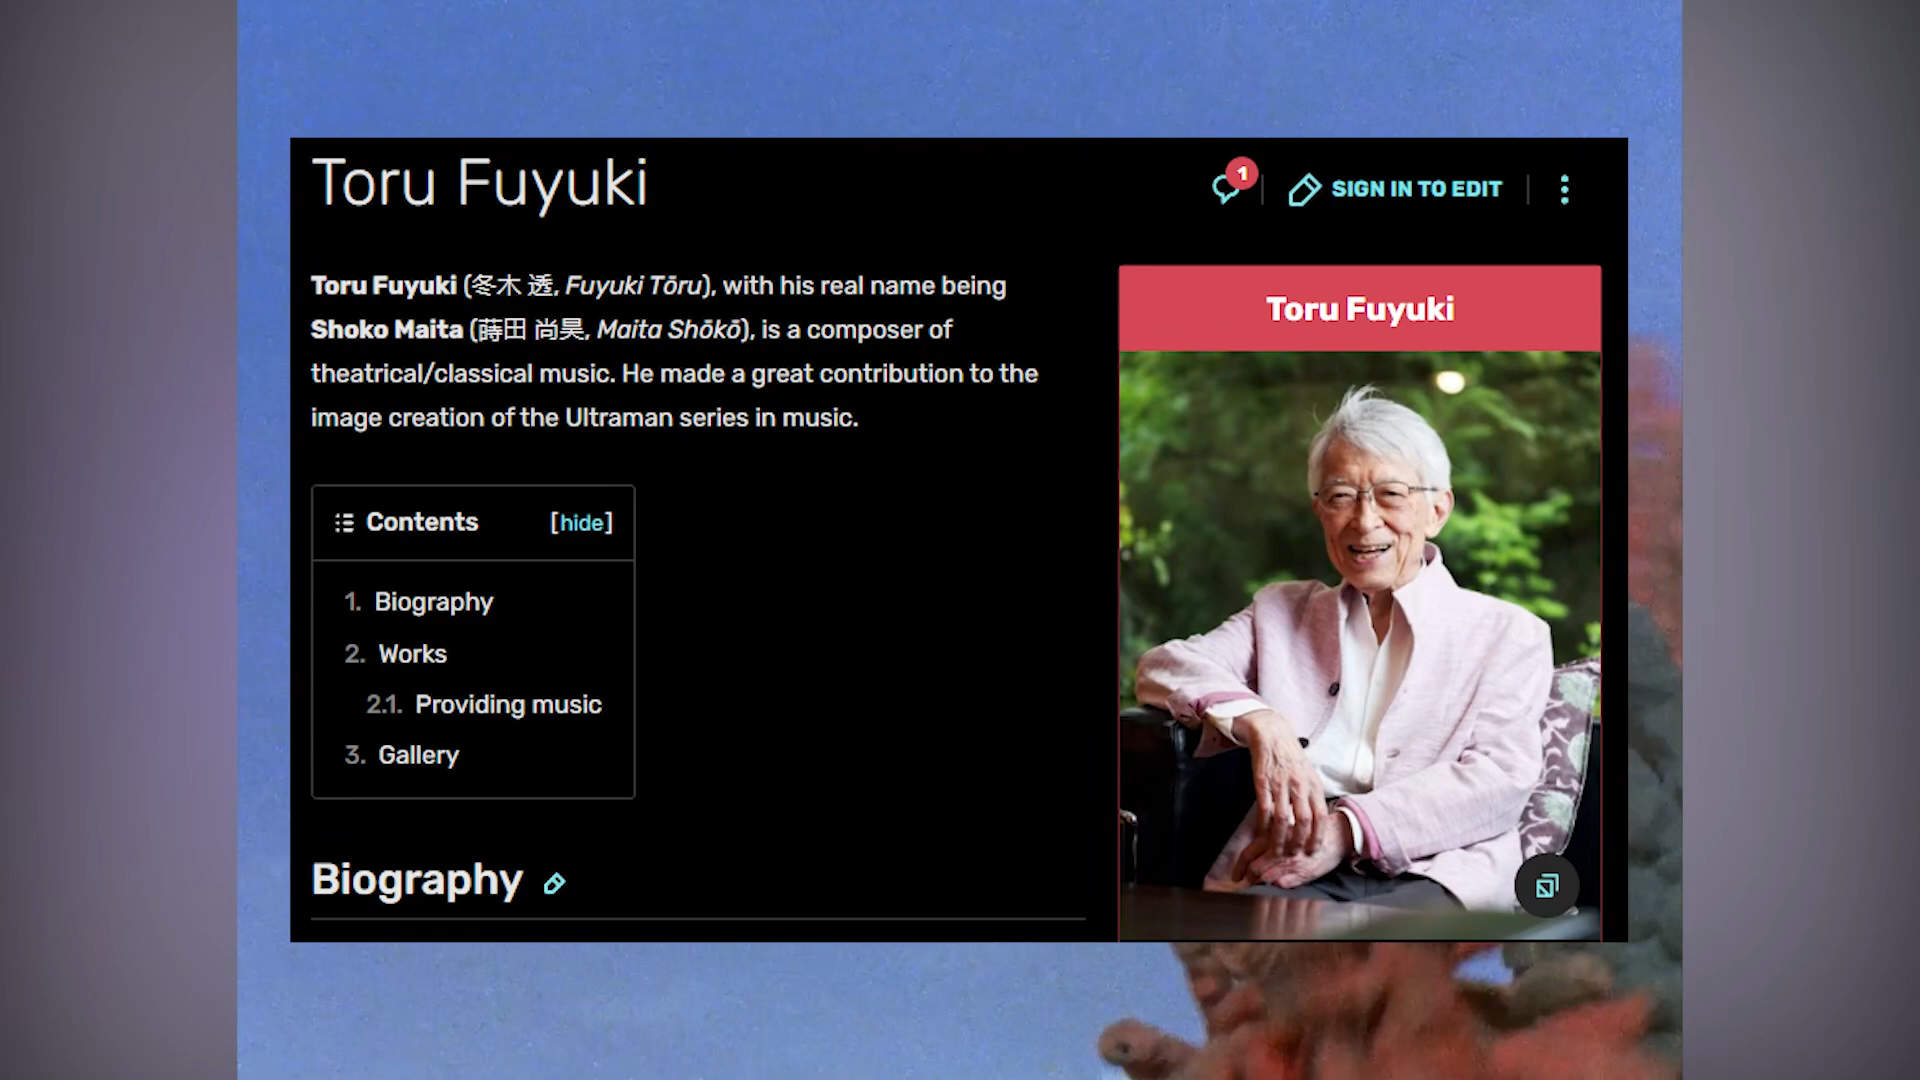 Toru Fuyuki
1
SIGN IN TO EDIT
Toru Fuyuki (冬木 透, Fuyuki Tōru), with his real name being
Shoko Maita (蒔田 尚昊, Maita Shōkō), is a composer of
theatrical/classical music. He made a great contribution to the
image creation of the Ultraman series in music.
Contents [hide]
1. Biography
2. Works
2.1. Providing music
3. Gallery
Biography
Toru Fuyuki